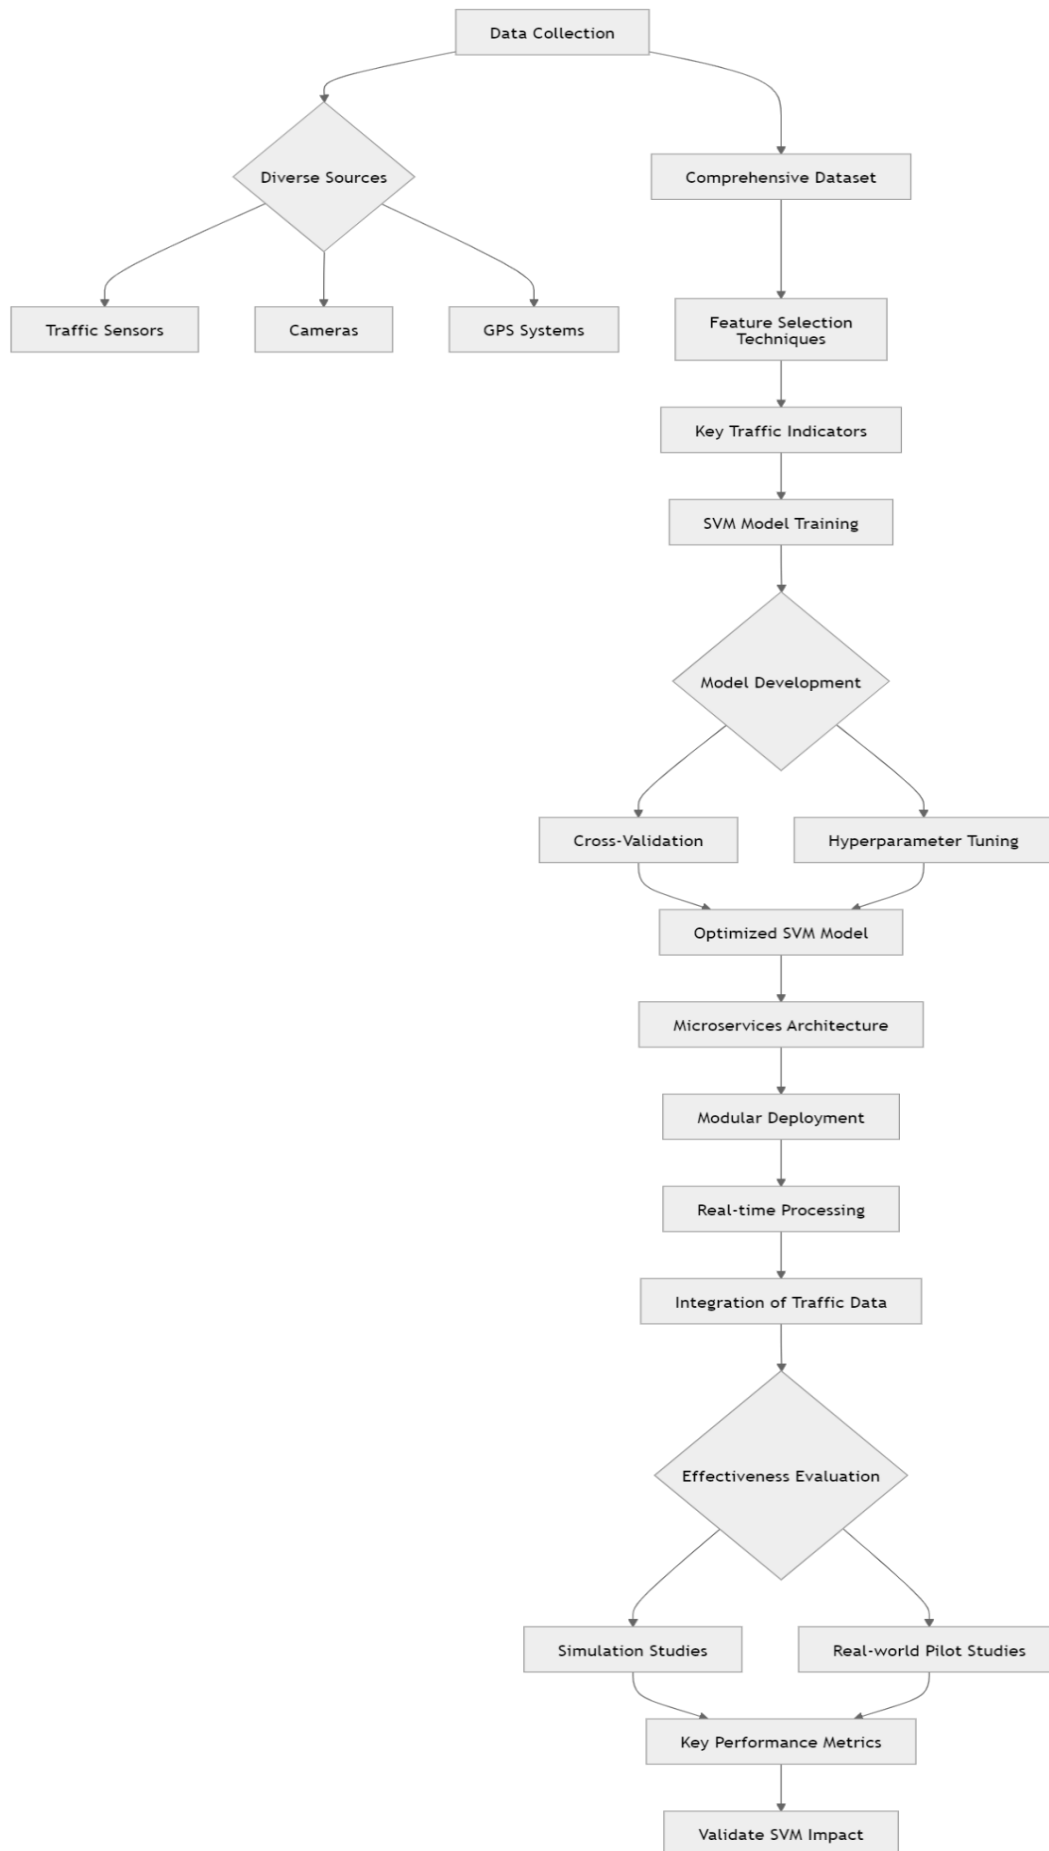 Data Collection
Diverse Sources
Comprehensive Dataset
Traffic Sensors
Cameras
GPS Systems
Feature Selection
Techniques
Key Traffic Indicators
SVM Model Training
Model Development
Cross-Validation
Hyperparameter Tuning
Optimized SVM Model
Microservices Architecture
Modular Deployment
Real-time Processing
Integration of Traffic Data
Effectiveness Evaluation
Simulation Studies
Real-world Pilot Studies
Key Performance Metrics
Validate SVM Impact